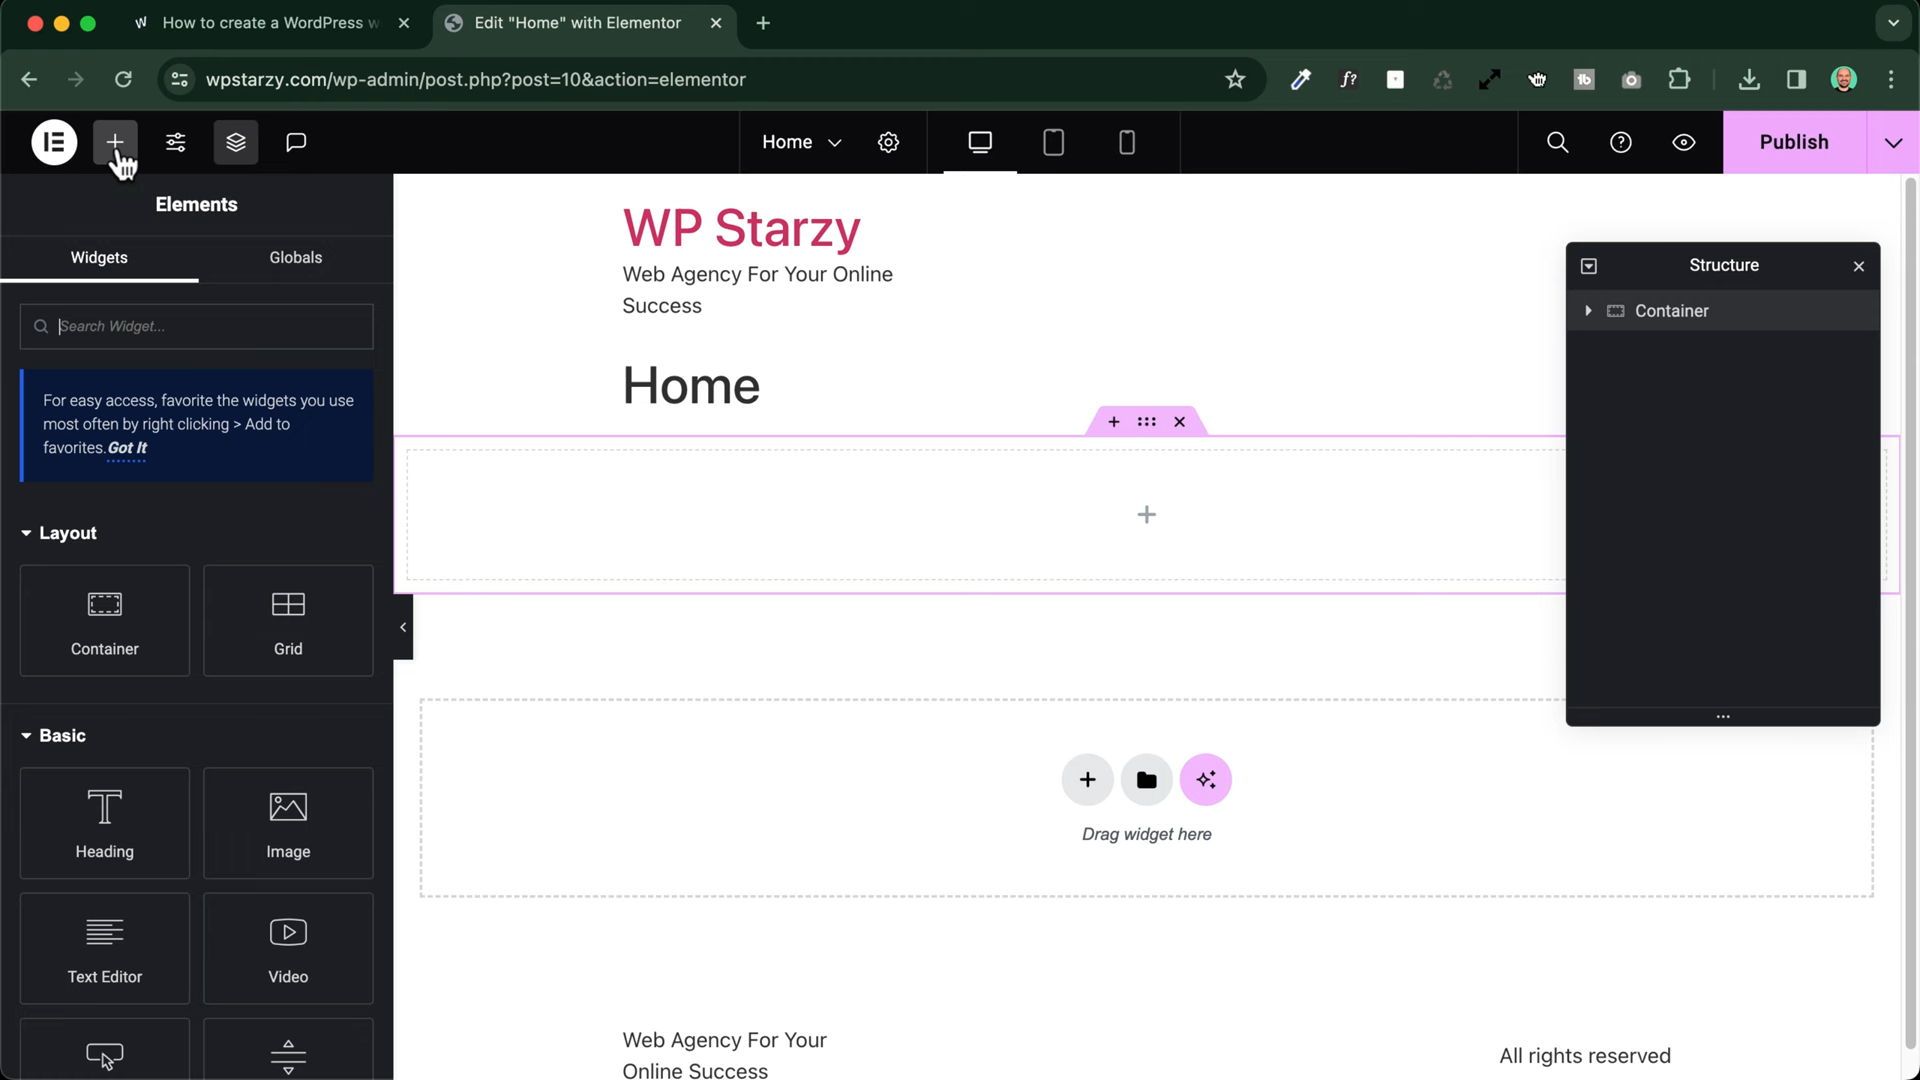 How to create a WordPress w
Edit "Home" with Elementor
wpstarzy.com/wp-admin/post.php?post=10&action=elementor
f?
tb
Home
Publish
Elements
Widgets
Globals
Search Widget...
For easy access, favorite the widgets you use
most often by right clicking > Add to
favorites. Got It
Layout
Container
Grid
Basic
Heading
Image
Text Editor
Video
WP Starzy
Web Agency For Your Online
Success
Home
Structure
Container
Drag widget here
Web Agency For Your
Online Success
All rights reserved